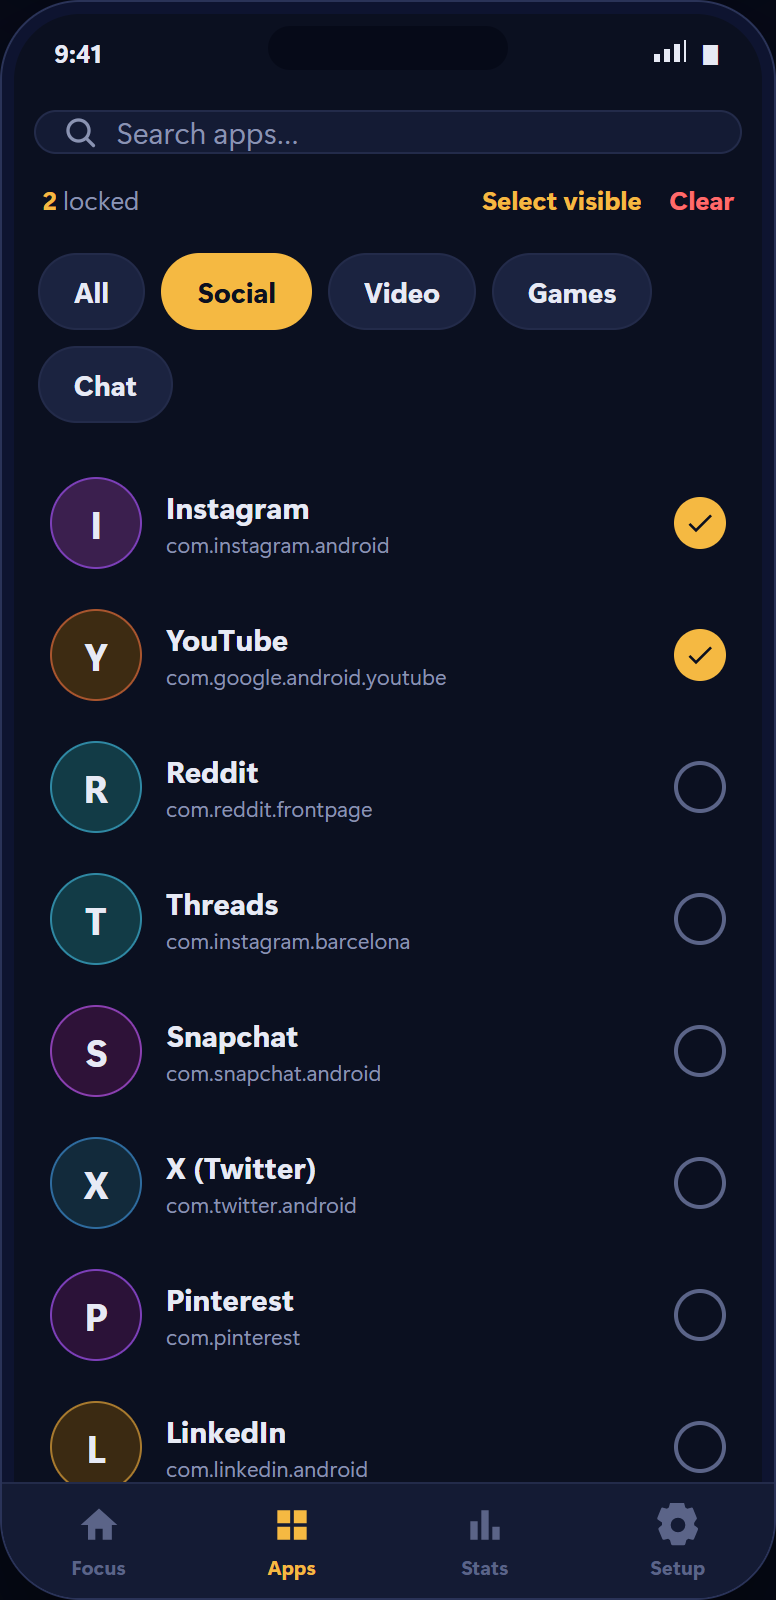 9:41
Search apps...
2 locked Select visible Clear
All Social Video Games
Chat
I
Instagram
com.instagram.android
Y
YouTube
com.google.android.youtube
R
Reddit
com.reddit.frontpage
T
Threads
com.instagram.barcelona
S
Snapchat
com.snapchat.android
X
X (Twitter)
com.twitter.android
P
Pinterest
com.pinterest
L
LinkedIn
com.linkedin.android
Focus Apps Stats Setup